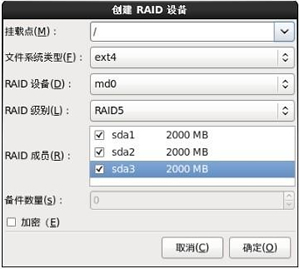 创建 RAID 设备
挂载点(M)： /
文件系统类型(F)： ext4
RAID 设备(D)： md0
RAID 级别(L)： RAID5
RAID 成员(R)：
sda1 2000 MB
sda2 2000 MB
sda3 2000 MB
备件数量(s)： 0
加密（E)
取消(C) 确定(O)